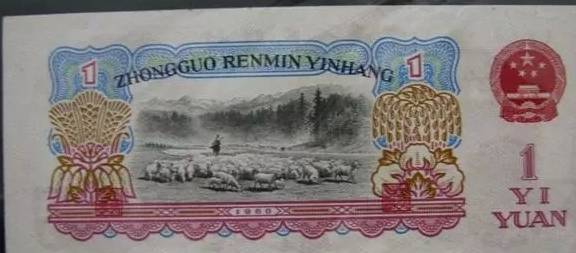 1 ZHONGGUO RENMIN YINHANG 1
1960
1
YI
YUAN